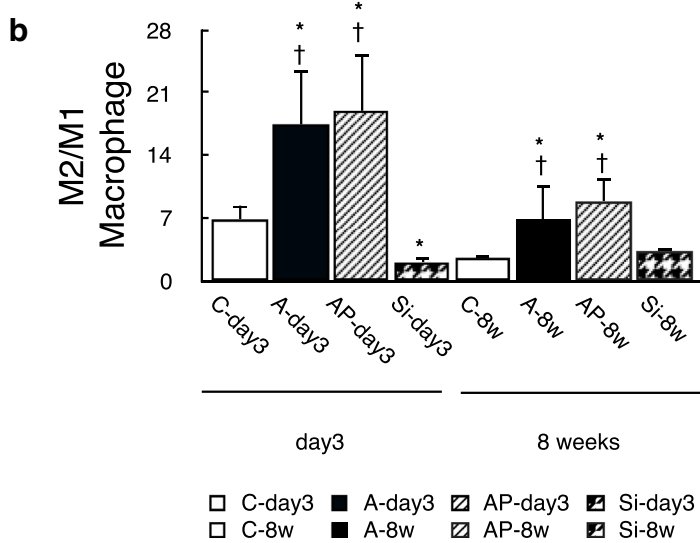 b
M2/M1
Macrophage
28
21
14
7
0
*
†
*
†
*
*
†
*
†
C-day3
A-day3
AP-day3
Si-day3
C-8w
A-8w
AP-8w
Si-8w
day3
8 weeks
C-day3 A-day3 AP-day3 Si-day3
C-8w A-8w AP-8w Si-8w